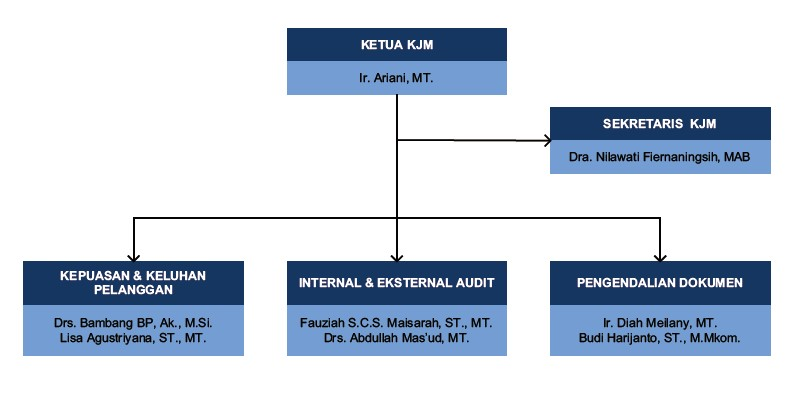 KETUA KJM
Ir. Ariani, MT.
SEKRETARIS KJM
Dra. Nilawati Fiernaningsih, MAB
KEPUASAN & KELUHAN
PELANGGAN
Drs. Bambang BP, Ak., M.Si.
Lisa Agustriyana, ST., MT.
INTERNAL & EKSTERNAL AUDIT
Fauziah S.C.S. Maisarah, ST., MT.
Drs. Abdullah Mas'ud, MT.
PENGENDALIAN DOKUMEN
Ir. Diah Meilany, MT.
Budi Harijanto, ST., M.Mkom.